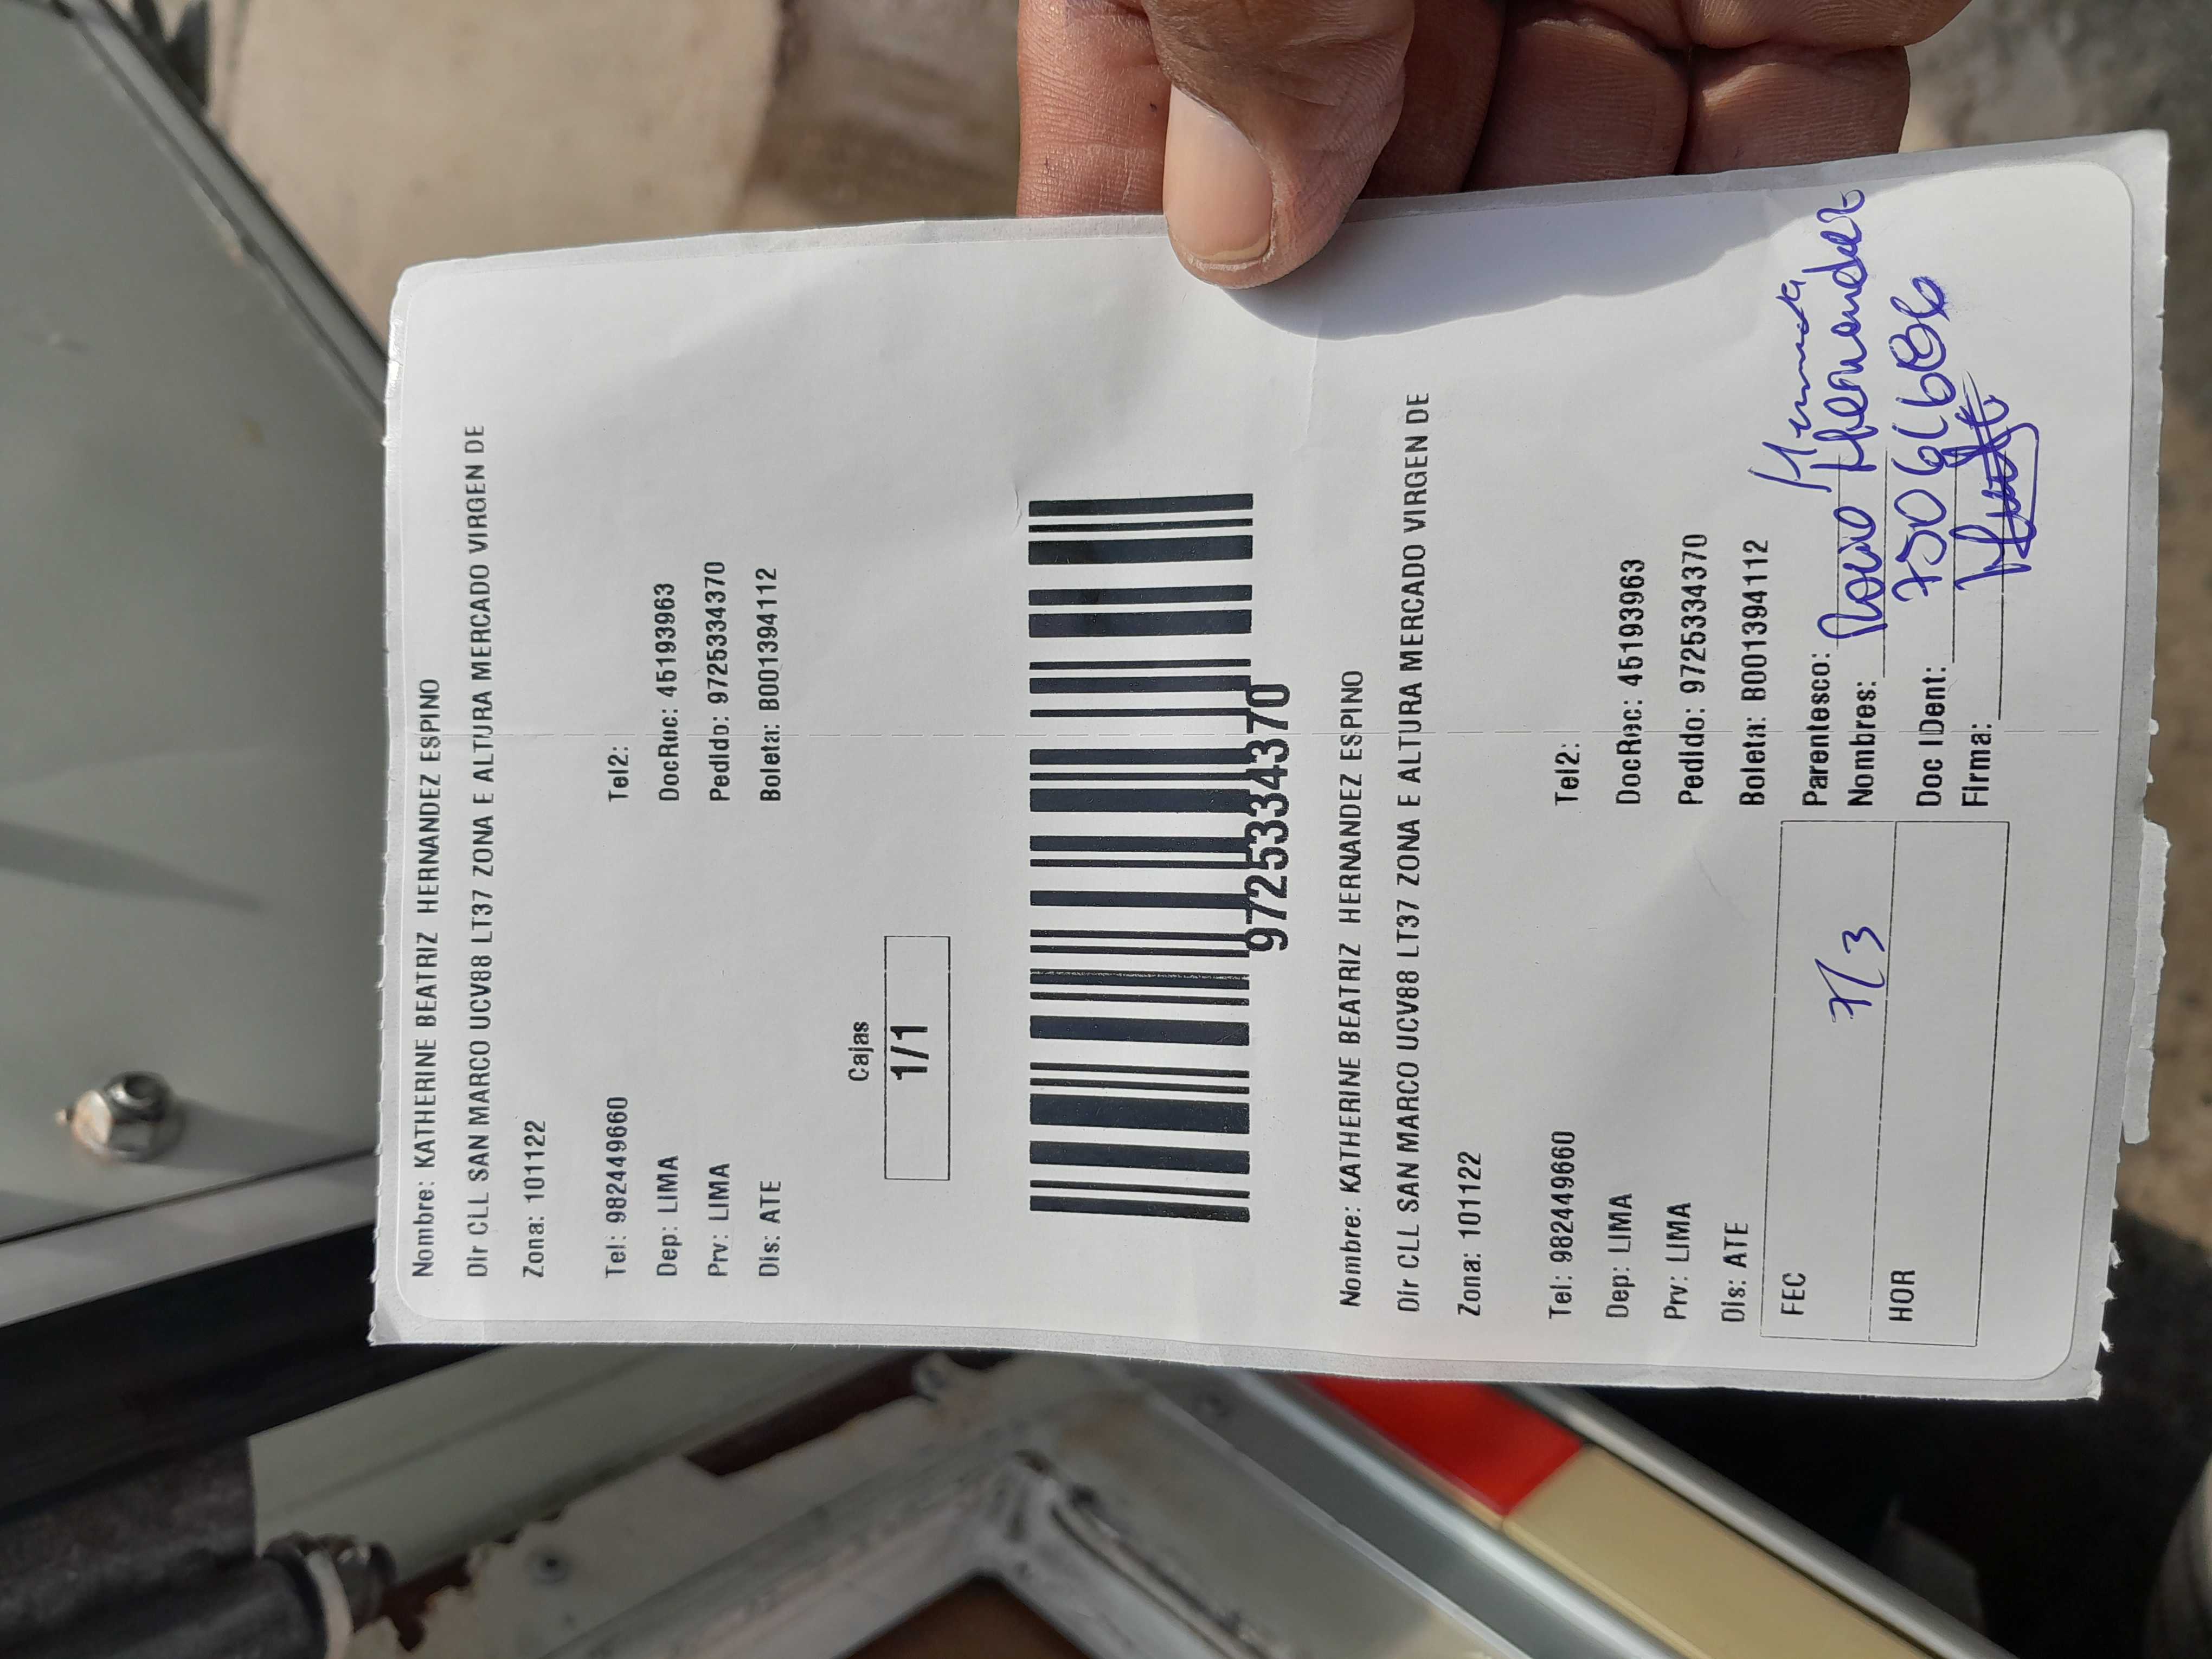 Nombre: KATHERINE BEATRIZ HERNANDEZ ESPINO
Dir CLL SAN MARCO UCV88 LT37 ZONA E ALTURA MERCADO VIRGEN DE
Zona: 101122
Tel: 982449660 Tel2:
Dep: LIMA DocRuc: 45193963
Prv: LIMA Pedido: 9725334370
Dis: ATE Boleta: B001394112
Cajas
1/1
9725334370
Nombre: KATHERINE BEATRIZ HERNANDEZ ESPINO
Dir CLL SAN MARCO UCV88 LT37 ZONA E ALTURA MERCADO VIRGEN DE
Zona: 101122
Tel: 982449660 Tel2:
Dep: LIMA DocRuc: 45193963
Prv: LIMA Pedido: 9725334370
Dis: ATE Boleta: B001394112
FEC 7/3 Parentesco: Hermana
Nombres: Rocio Hernandez
HOR Doc IDent:
Firma: